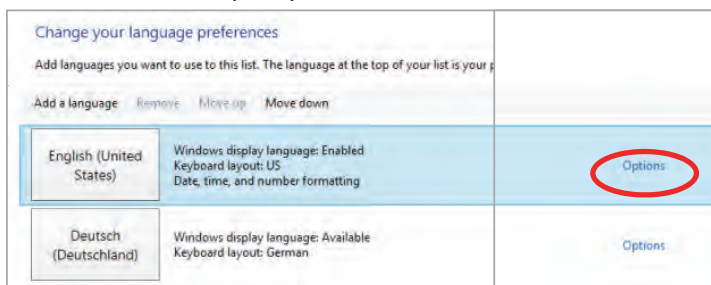 Change your language preferences
Add languages you want to use to this list. The language at the top of your list is your
Add a language Remove Move up Move down
English (United States)
Windows display language: Enabled
Keyboard layout: US
Date, time, and number formatting
Options
Deutsch (Deutschland)
Windows display language: Available
Keyboard layout: German
Options